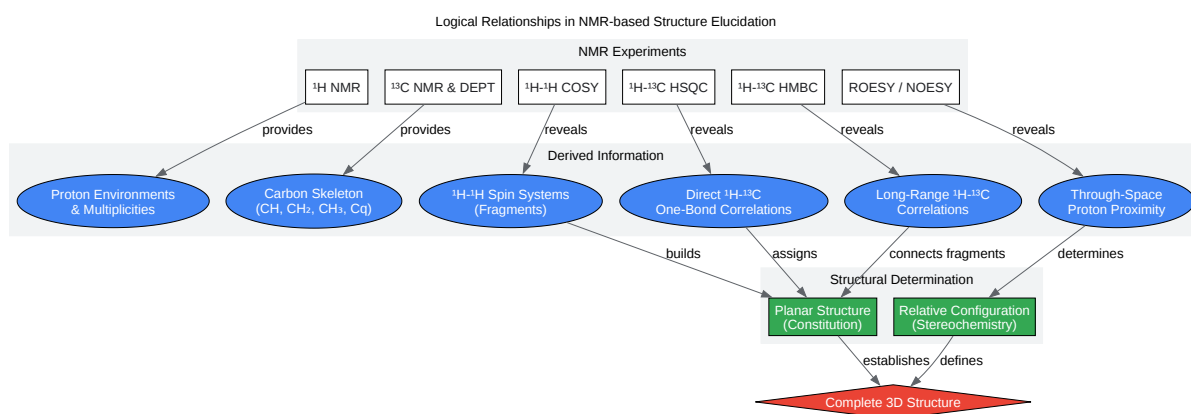 Logical Relationships in NMR-based Structure Elucidation
NMR Experiments
¹H NMR
¹³C NMR & DEPT
¹H-¹H COSY
¹H-¹³C HSQC
¹H-¹³C HMBC
ROESY / NOESY
provides
provides
reveals
reveals
reveals
reveals
Derived Information
Proton Environments
& Multiplicities
Carbon Skeleton
(CH, CH₂, CH₃, Cq)
¹H-¹H Spin Systems
(Fragments)
Direct ¹H-¹³C
One-Bond Correlations
Long-Range ¹H-¹³C
Correlations
Through-Space
Proton Proximity
builds
assigns
connects fragments
determines
Structural Determination
Planar Structure
(Constitution)
Relative Configuration
(Stereochemistry)
establishes
defines
Complete 3D Structure